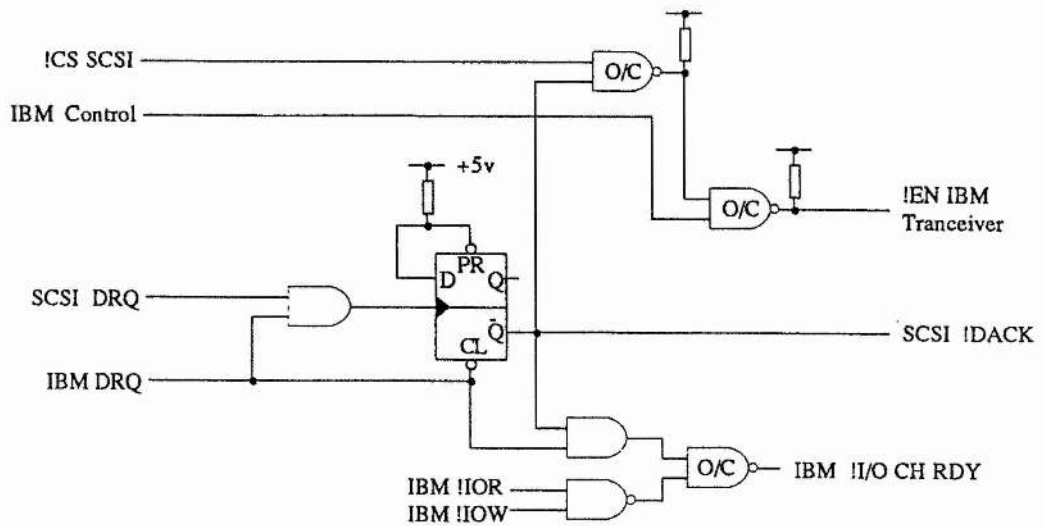 !CS SCSI
O/C
IBM Control
+5v
O/C
!EN IBM
Tranceiver
PR
D
Q
SCSI DRQ
Q̄
SCSI !DACK
CL
IBM DRQ
O/C
IBM !I/O CH RDY
IBM !IOR
IBM !IOW